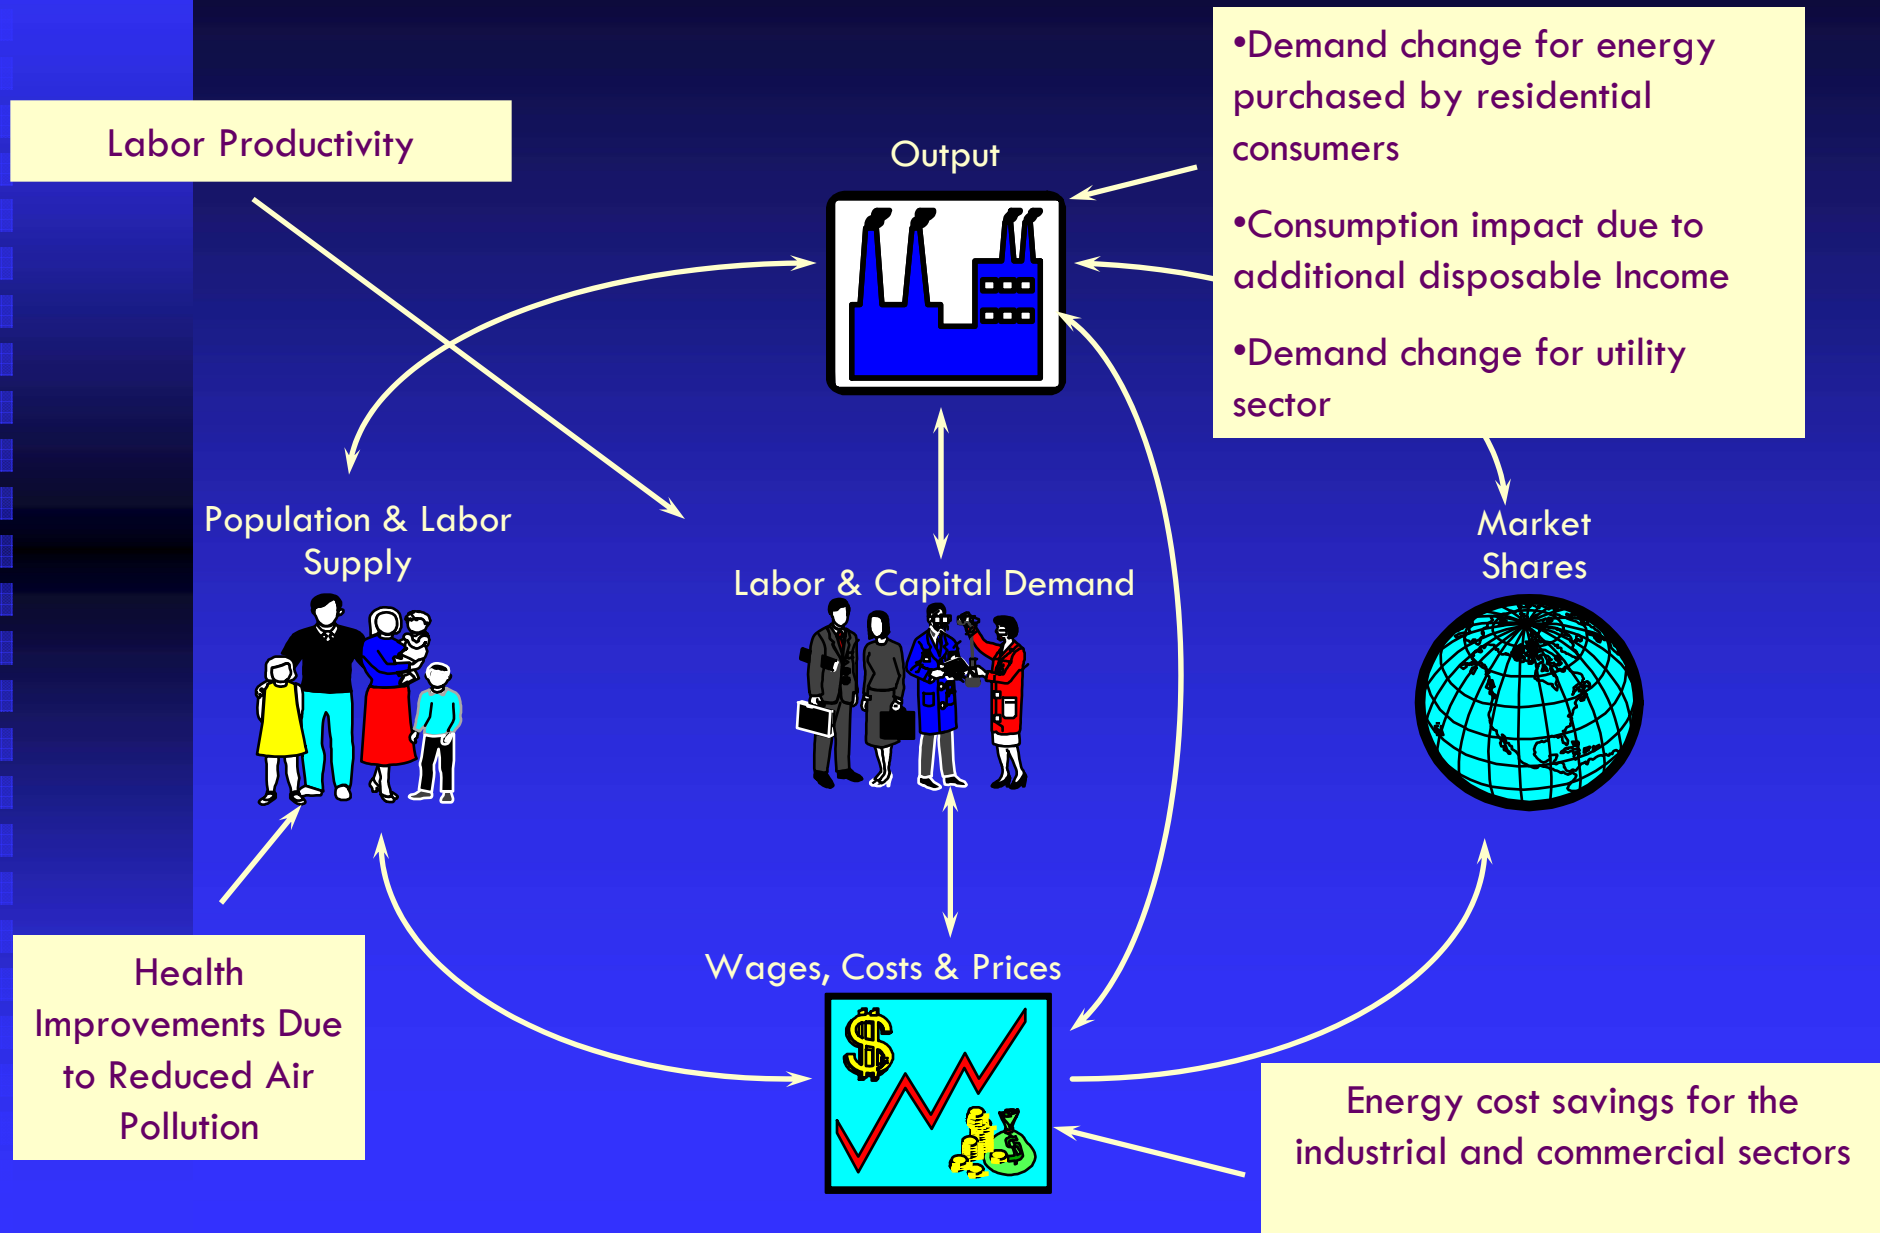 •Demand change for energy
purchased by residential
consumers
•Consumption impact due to
additional disposable Income
•Demand change for utility
sector
Labor Productivity
Output
Population & Labor
Supply
Labor & Capital Demand
Market
Shares
Health
Improvements Due
to Reduced Air
Pollution
Wages, Costs & Prices
$
$
Energy cost savings for the
industrial and commercial sectors